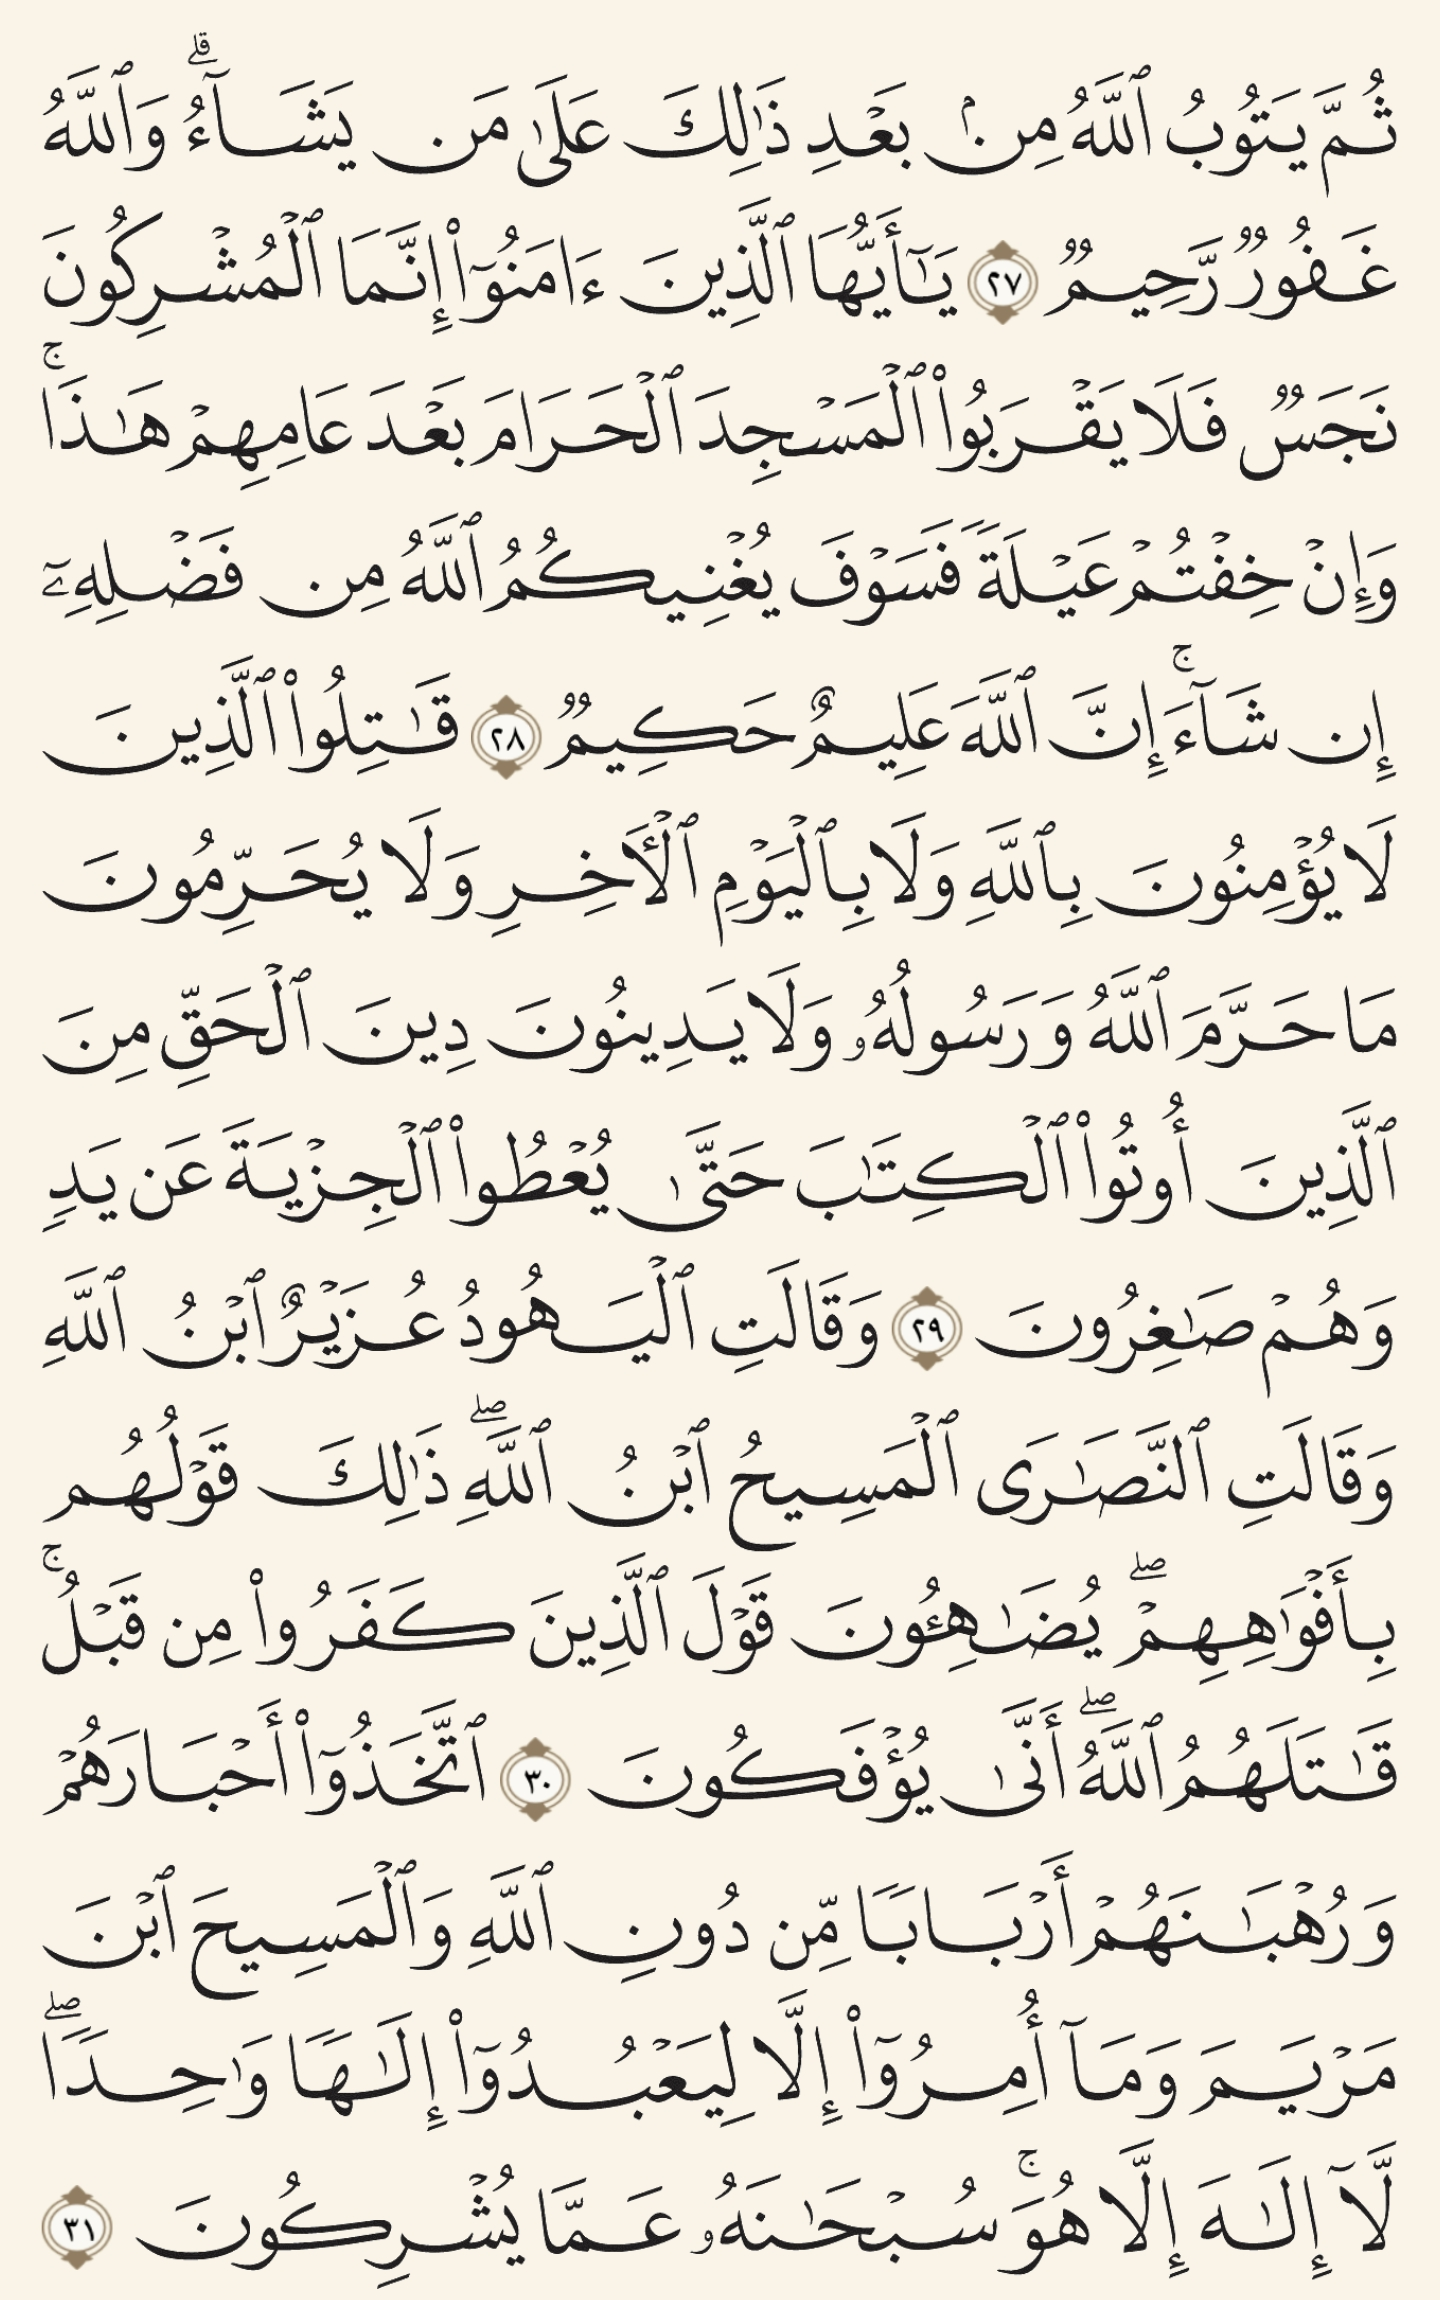 ثُمَّ يَتُوبُ ٱللَّهُ مِنۢ بَعْدِ ذَٰلِكَ عَلَىٰ مَن يَشَآءُ ۗ وَٱللَّهُ
غَفُورٌ رَّحِيمٌ ٢٧ يَٰٓأَيُّهَا ٱلَّذِينَ ءَامَنُوٓا۟ إِنَّمَا ٱلْمُشْرِكُونَ
نَجَسٌ فَلَا يَقْرَبُوا۟ ٱلْمَسْجِدَ ٱلْحَرَامَ بَعْدَ عَامِهِمْ هَٰذَا ۚ
وَإِنْ خِفْتُمْ عَيْلَةً فَسَوْفَ يُغْنِيكُمُ ٱللَّهُ مِن فَضْلِهِۦٓ
إِن شَآءَ ۚ إِنَّ ٱللَّهَ عَلِيمٌ حَكِيمٌ ٢٨ قَٰتِلُوا۟ ٱلَّذِينَ
لَا يُؤْمِنُونَ بِٱللَّهِ وَلَا بِٱلْيَوْمِ ٱلْأَخِرِ وَلَا يُحَرِّمُونَ
مَا حَرَّمَ ٱللَّهُ وَرَسُولُهُۥ وَلَا يَدِينُونَ دِينَ ٱلْحَقِّ مِنَ
ٱلَّذِينَ أُوتُوا۟ ٱلْكِتَٰبَ حَتَّىٰ يُعْطُوا۟ ٱلْجِزْيَةَ عَن يَدٍ
وَهُمْ صَٰغِرُونَ ٢٩ وَقَالَتِ ٱلْيَهُودُ عُزَيْرٌ ٱبْنُ ٱللَّهِ
وَقَالَتِ ٱلنَّصَٰرَى ٱلْمَسِيحُ ٱبْنُ ٱللَّهِ ۖ ذَٰلِكَ قَوْلُهُم
بِأَفْوَٰهِهِمْ ۖ يُضَٰهِـُٔونَ قَوْلَ ٱلَّذِينَ كَفَرُوا۟ مِن قَبْلُ ۚ
قَٰتَلَهُمُ ٱللَّهُ ۖ أَنَّىٰ يُؤْفَكُونَ ٣٠ ٱتَّخَذُوٓا۟ أَحْبَارَهُمْ
وَرُهْبَٰنَهُمْ أَرْبَابًا مِّن دُونِ ٱللَّهِ وَٱلْمَسِيحَ ٱبْنَ
مَرْيَمَ وَمَآ أُمِرُوٓا۟ إِلَّا لِيَعْبُدُوٓا۟ إِلَٰهًا وَٰحِدًا ۖ
لَّآ إِلَٰهَ إِلَّا هُوَ ۚ سُبْحَٰنَهُۥ عَمَّا يُشْرِكُونَ ٣١